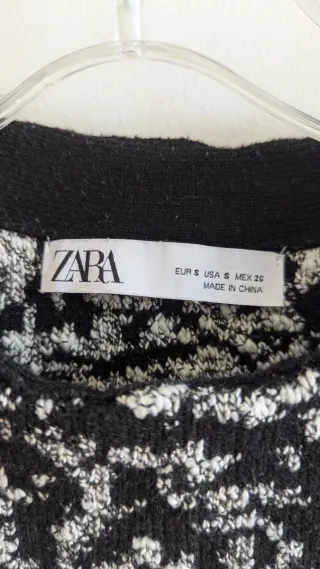 ZARA
EUR S USA S MEX 26
MADE IN CHINA